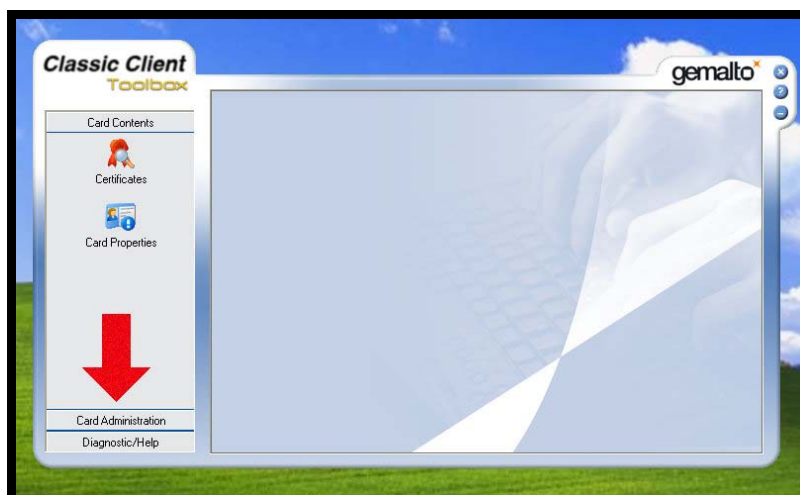 Classic Client
Toolbox
gemalto
Card Contents
Certificates
Card Properties
Card Administration
Diagnostic/Help